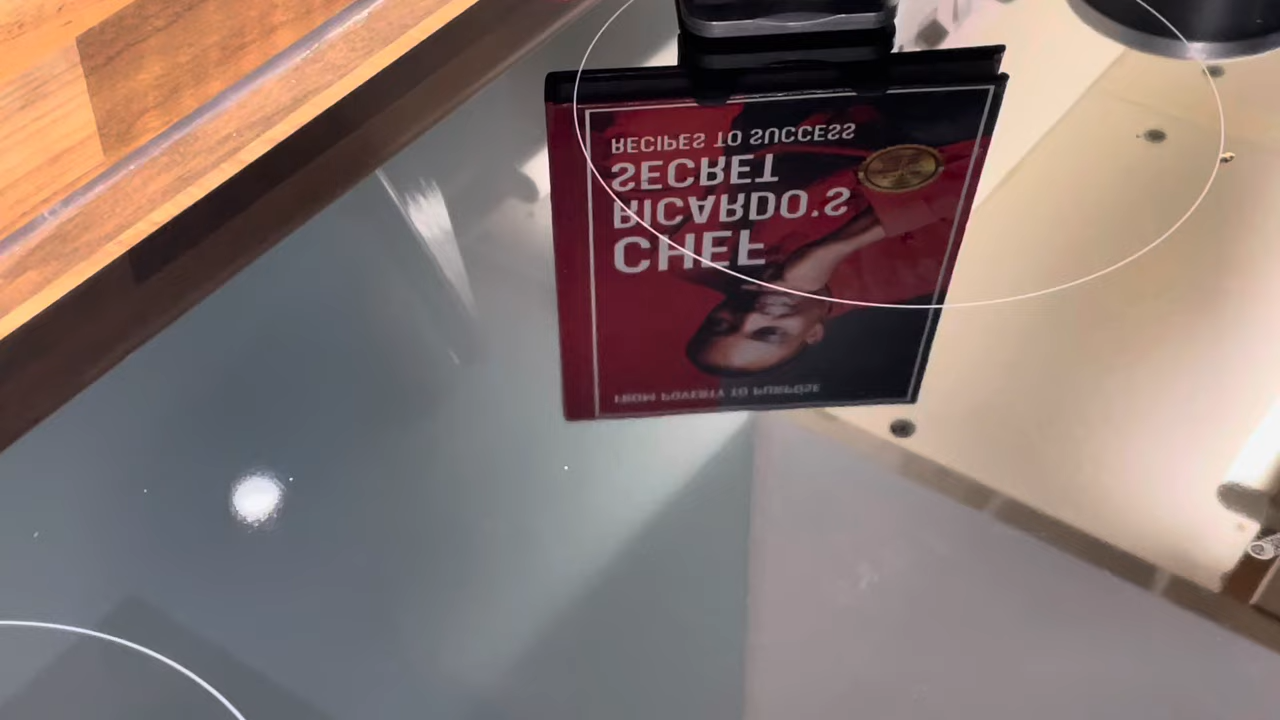 FROM POVERTY TO PURPOSE
CHEF
RICARDO'S
SECRET
RECIPES TO SUCCESS